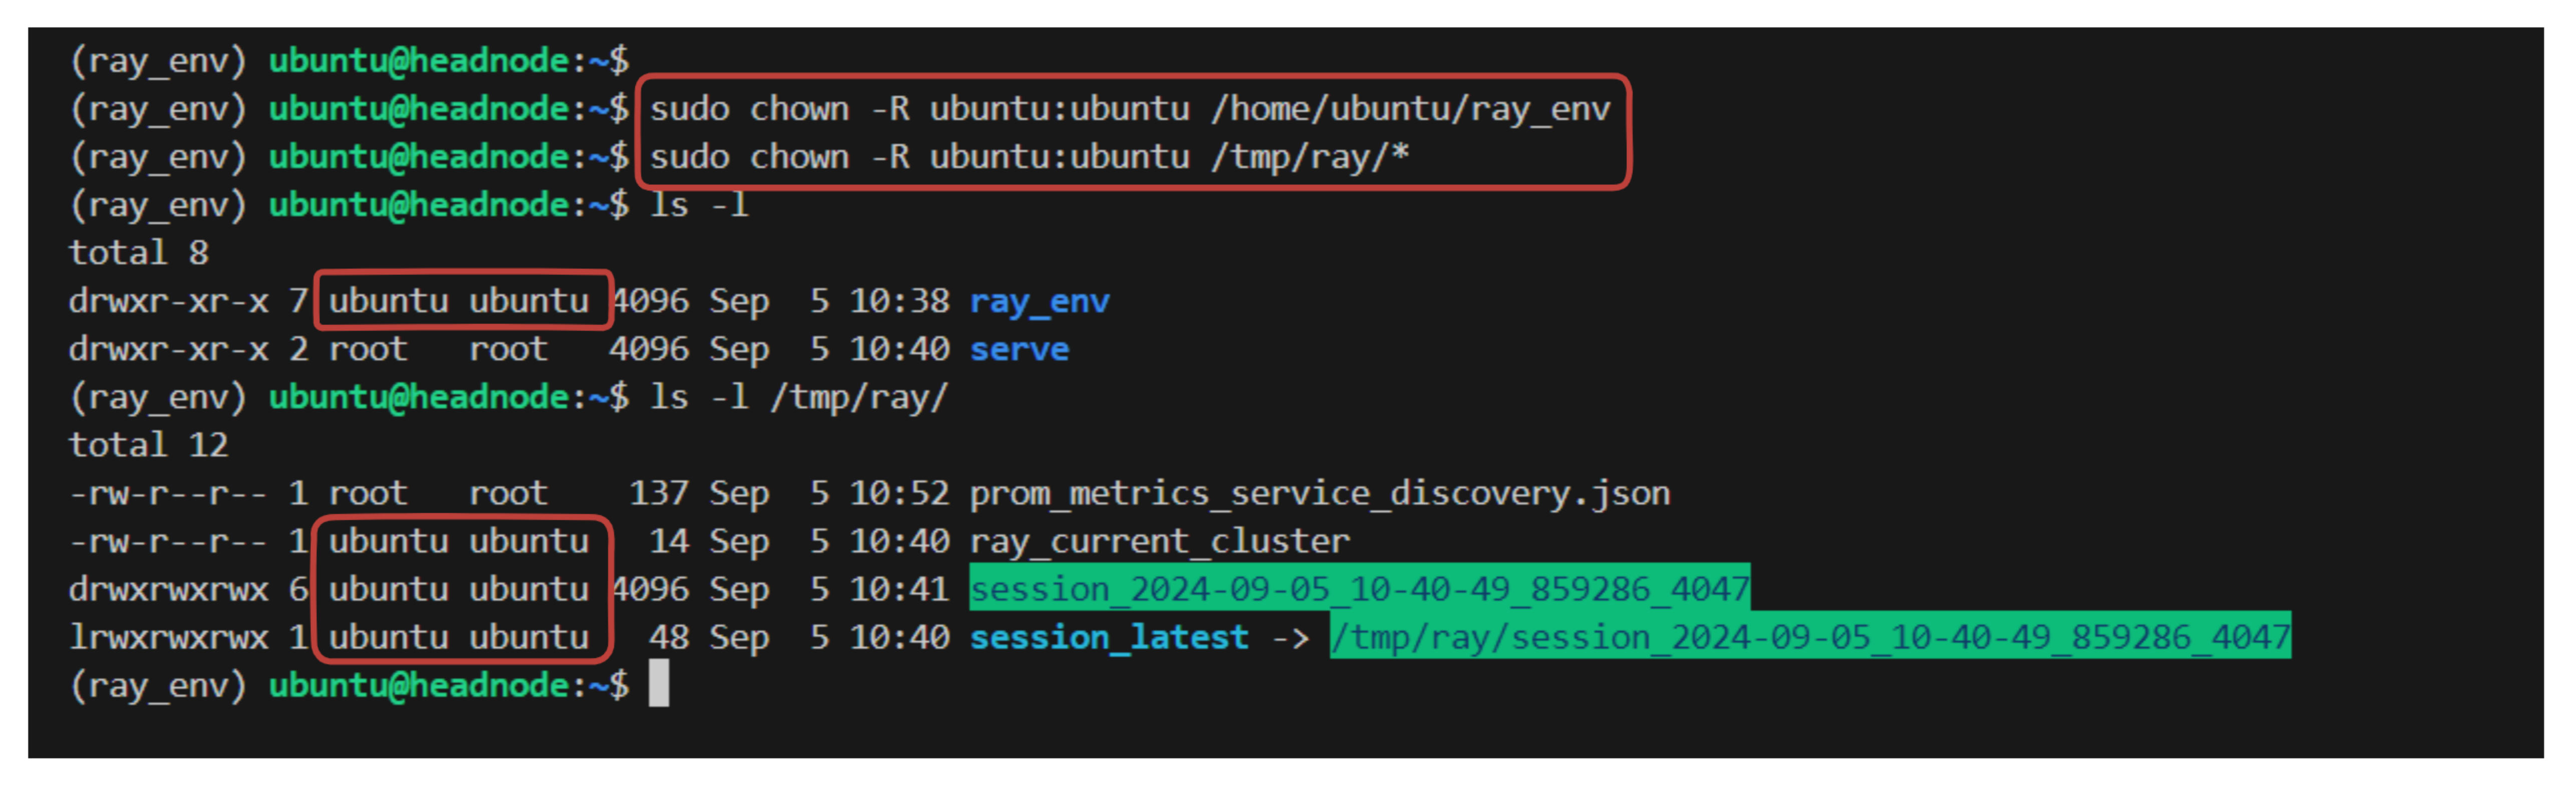 (ray_env) ubuntu@headnode:~$
(ray_env) ubuntu@headnode:~$ sudo chown -R ubuntu:ubuntu /home/ubuntu/ray_env
(ray_env) ubuntu@headnode:~$ sudo chown -R ubuntu:ubuntu /tmp/ray/*
(ray_env) ubuntu@headnode:~$ ls -l
total 8
drwxr-xr-x 7 ubuntu ubuntu 4096 Sep  5 10:38 ray_env
drwxr-xr-x 2 root   root   4096 Sep  5 10:40 serve
(ray_env) ubuntu@headnode:~$ ls -l /tmp/ray/
total 12
-rw-r--r-- 1 root   root    137 Sep  5 10:52 prom_metrics_service_discovery.json
-rw-r--r-- 1 ubuntu ubuntu   14 Sep  5 10:40 ray_current_cluster
drwxrwxrwx 6 ubuntu ubuntu 4096 Sep  5 10:41 session_2024-09-05_10-40-49_859286_4047
lrwxrwxrwx 1 ubuntu ubuntu   48 Sep  5 10:40 session_latest -> /tmp/ray/session_2024-09-05_10-40-49_859286_4047
(ray_env) ubuntu@headnode:~$